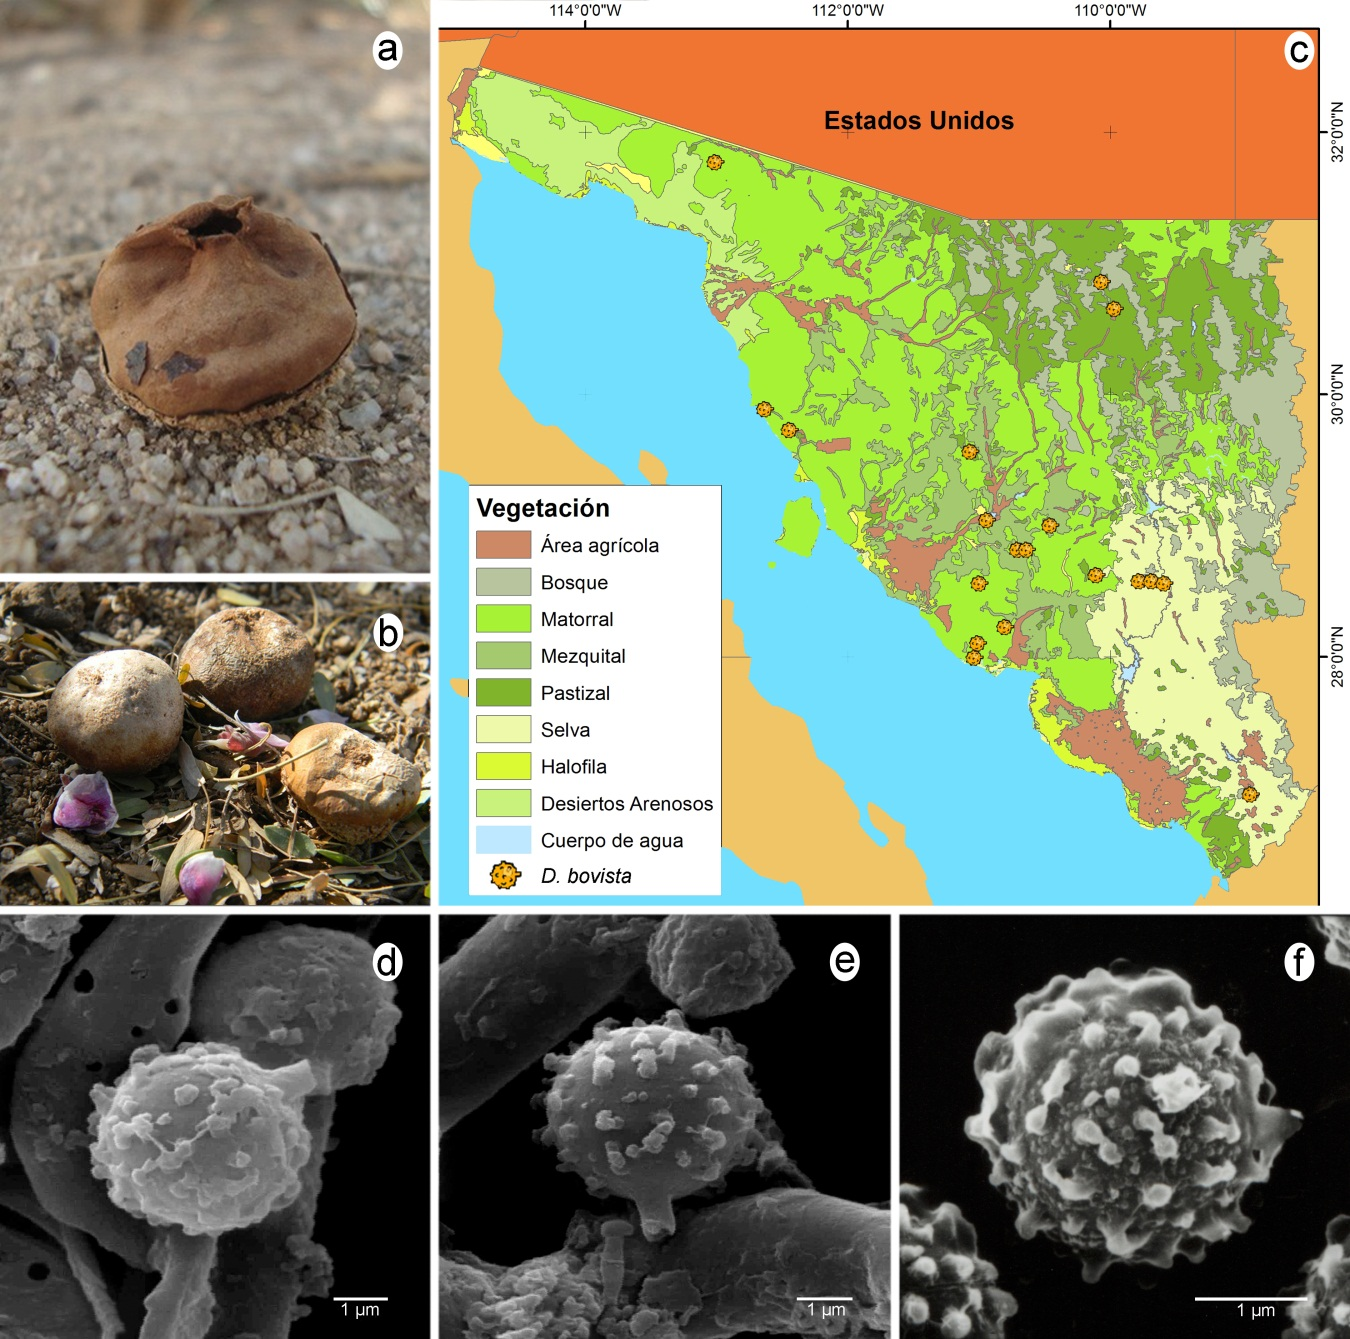 114°0'0"W
112°0'0"W
110°0'0"W
a
c
Estados Unidos
32°0'0"N
30°0'0"N
28°0'0"N
Vegetación
Área agrícola
Bosque
Matorral
Mezquital
Pastizal
Selva
Halofila
Desiertos Arenosos
Cuerpo de agua
D. bovista
b
d
e
f
1 µm
1 µm
1 µm